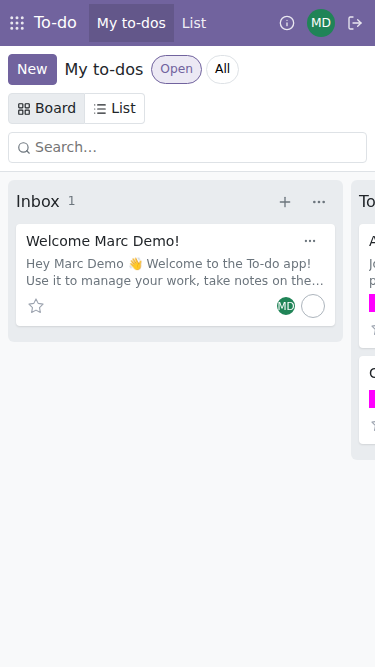 To-do My to-dos List MD
New My to-dos Open All
Board List
Search...
Inbox 1
To
Welcome Marc Demo!
Hey Marc Demo 👋 Welcome to the To-do app!
Use it to manage your work, take notes on the...
MD